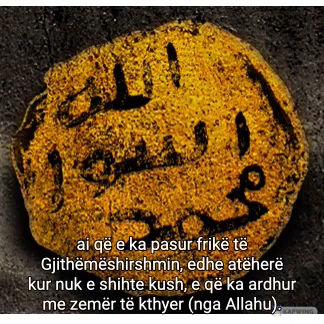 الله
رسول
محمد
ai që e ka pasur frikë të
Gjithëmëshirshmin, edhe atëherë
kur nuk e shihte kush, e që ka ardhur
me zemër të kthyer (nga Allahu).
KAPWING